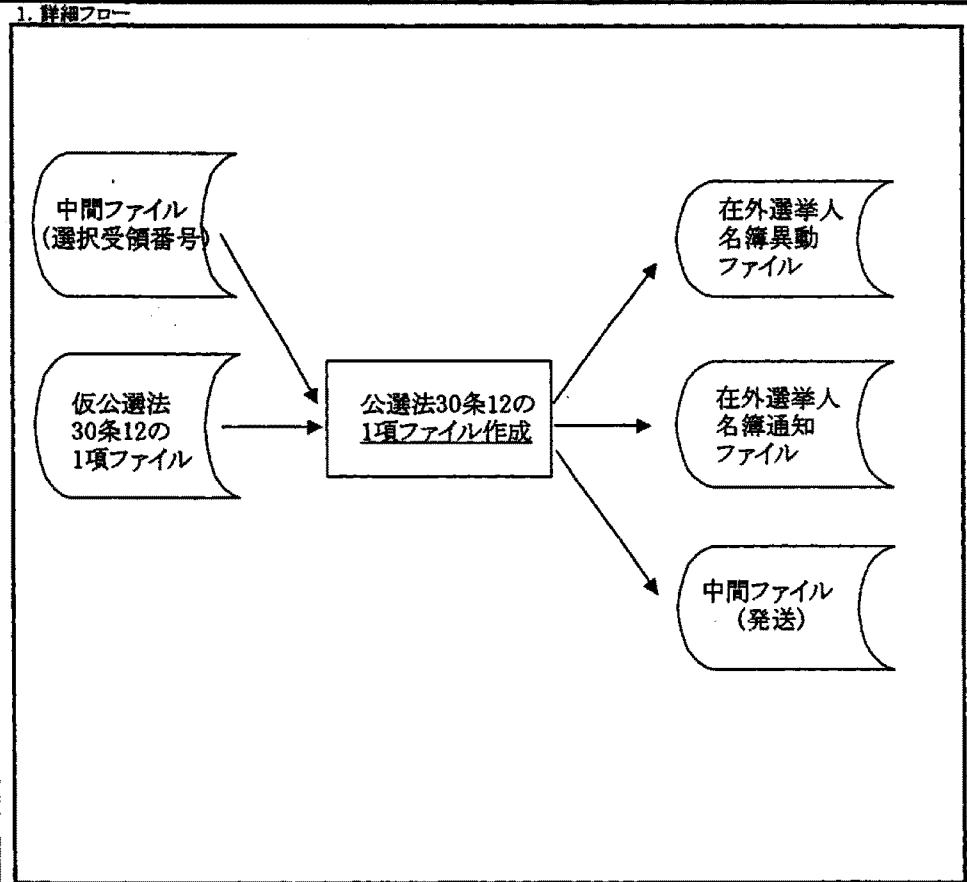 1. 詳細フロー
中間ファイル
(選択受領番号)
仮公選法
30条12の
1項ファイル
公選法30条12の
1項ファイル作成
在外選挙人
名簿異動
ファイル
在外選挙人
名簿通知
ファイル
中間ファイル
(発送)